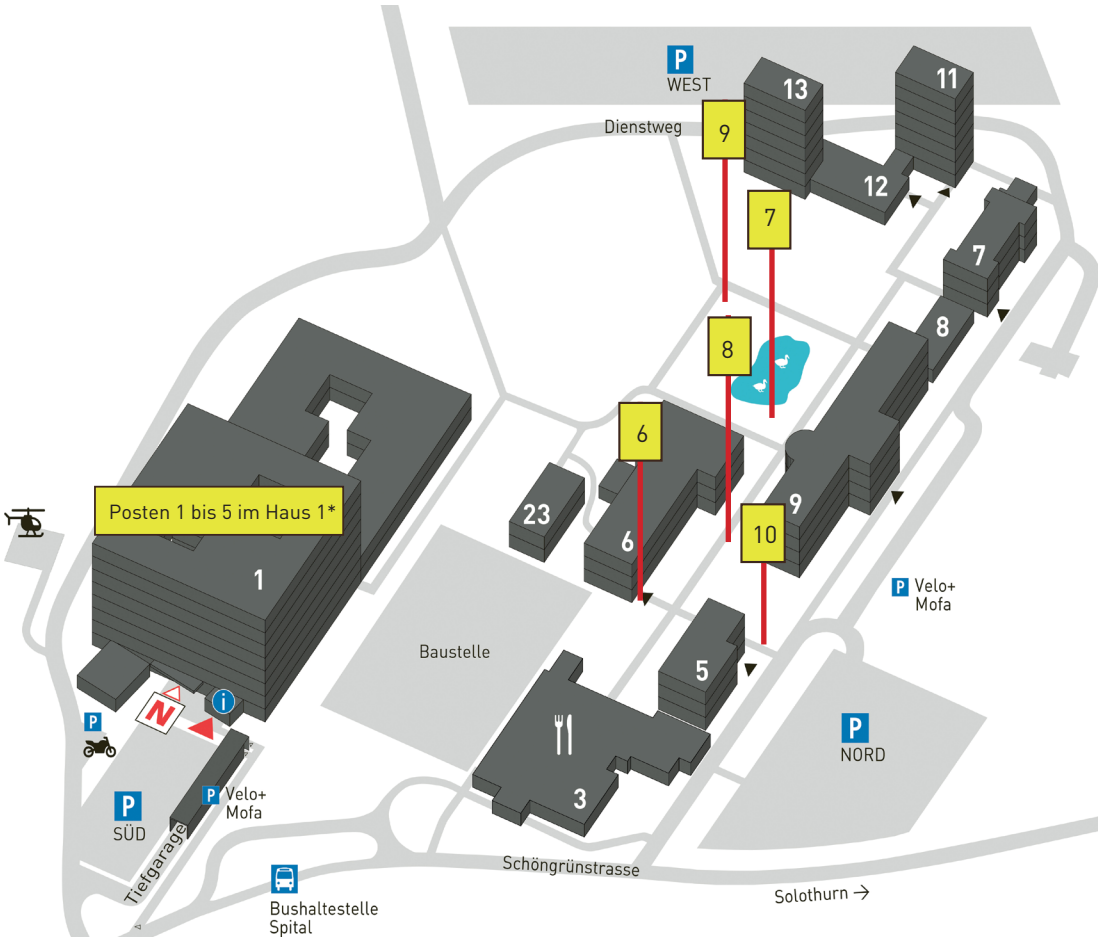 P
WEST
13
11
Dienstweg
9
12
7
7
8
8
6
Posten 1 bis 5 im Haus 1*
23
6
9
10
1
P Velo+
Mofa
Baustelle
5
i
N
P
P
NORD
3
P
SÜD
P Velo+
Mofa
Tiefgarage
Schöngrünstrasse
Solothurn →
Bushaltestelle
Spital